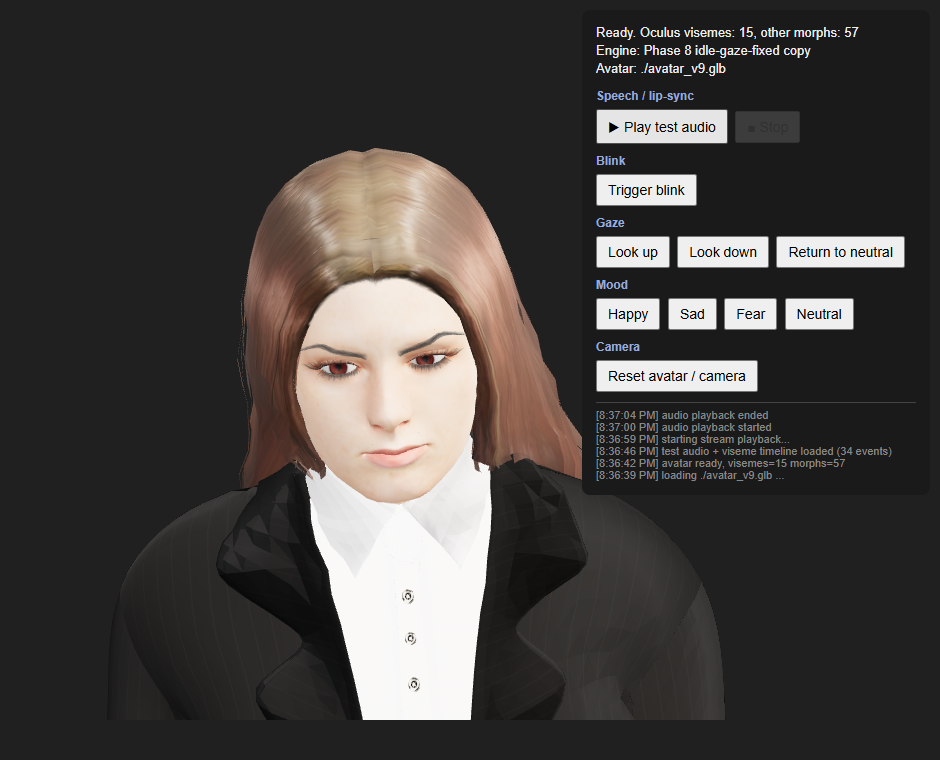 Ready. Oculus visemes: 15, other morphs: 57
Engine: Phase 8 idle-gaze-fixed copy
Avatar: ./avatar_v9.glb
Speech / lip-sync
▶ Play test audio ■ Stop
Blink
Trigger blink
Gaze
Look up Look down Return to neutral
Mood
Happy Sad Fear Neutral
Camera
Reset avatar / camera
[8:37:04 PM] audio playback ended
[8:37:00 PM] audio playback started
[8:36:59 PM] starting stream playback...
[8:36:46 PM] test audio + viseme timeline loaded (34 events)
[8:36:42 PM] avatar ready, visemes=15 morphs=57
[8:36:39 PM] loading ./avatar_v9.glb ...